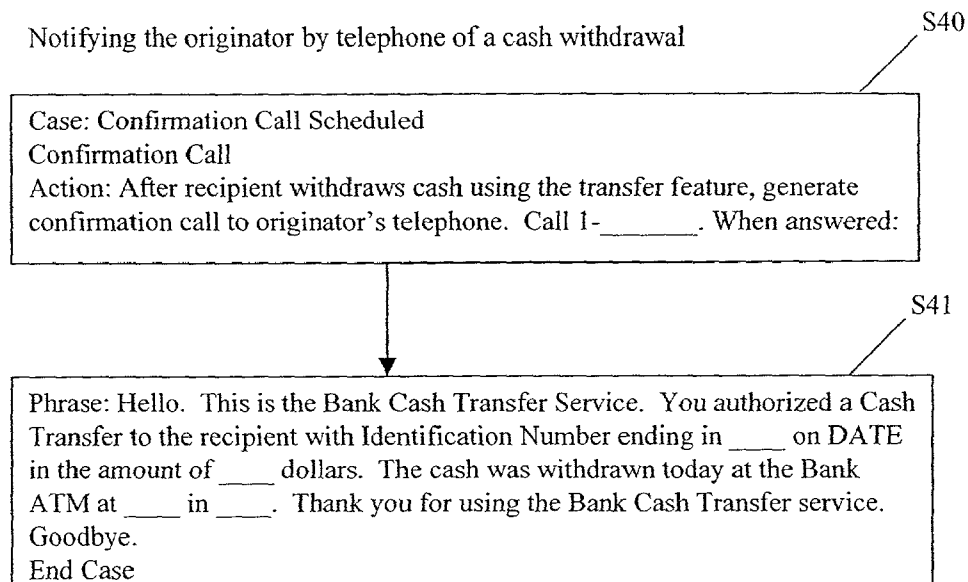 S40
Notifying the originator by telephone of a cash withdrawal
Case: Confirmation Call Scheduled
Confirmation Call
Action: After recipient withdraws cash using the transfer feature, generate
confirmation call to originator's telephone. Call 1-_______. When answered:
S41
Phrase: Hello. This is the Bank Cash Transfer Service. You authorized a Cash
Transfer to the recipient with Identification Number ending in ____ on DATE
in the amount of ____ dollars. The cash was withdrawn today at the Bank
ATM at ____ in ____. Thank you for using the Bank Cash Transfer service.
Goodbye.
End Case